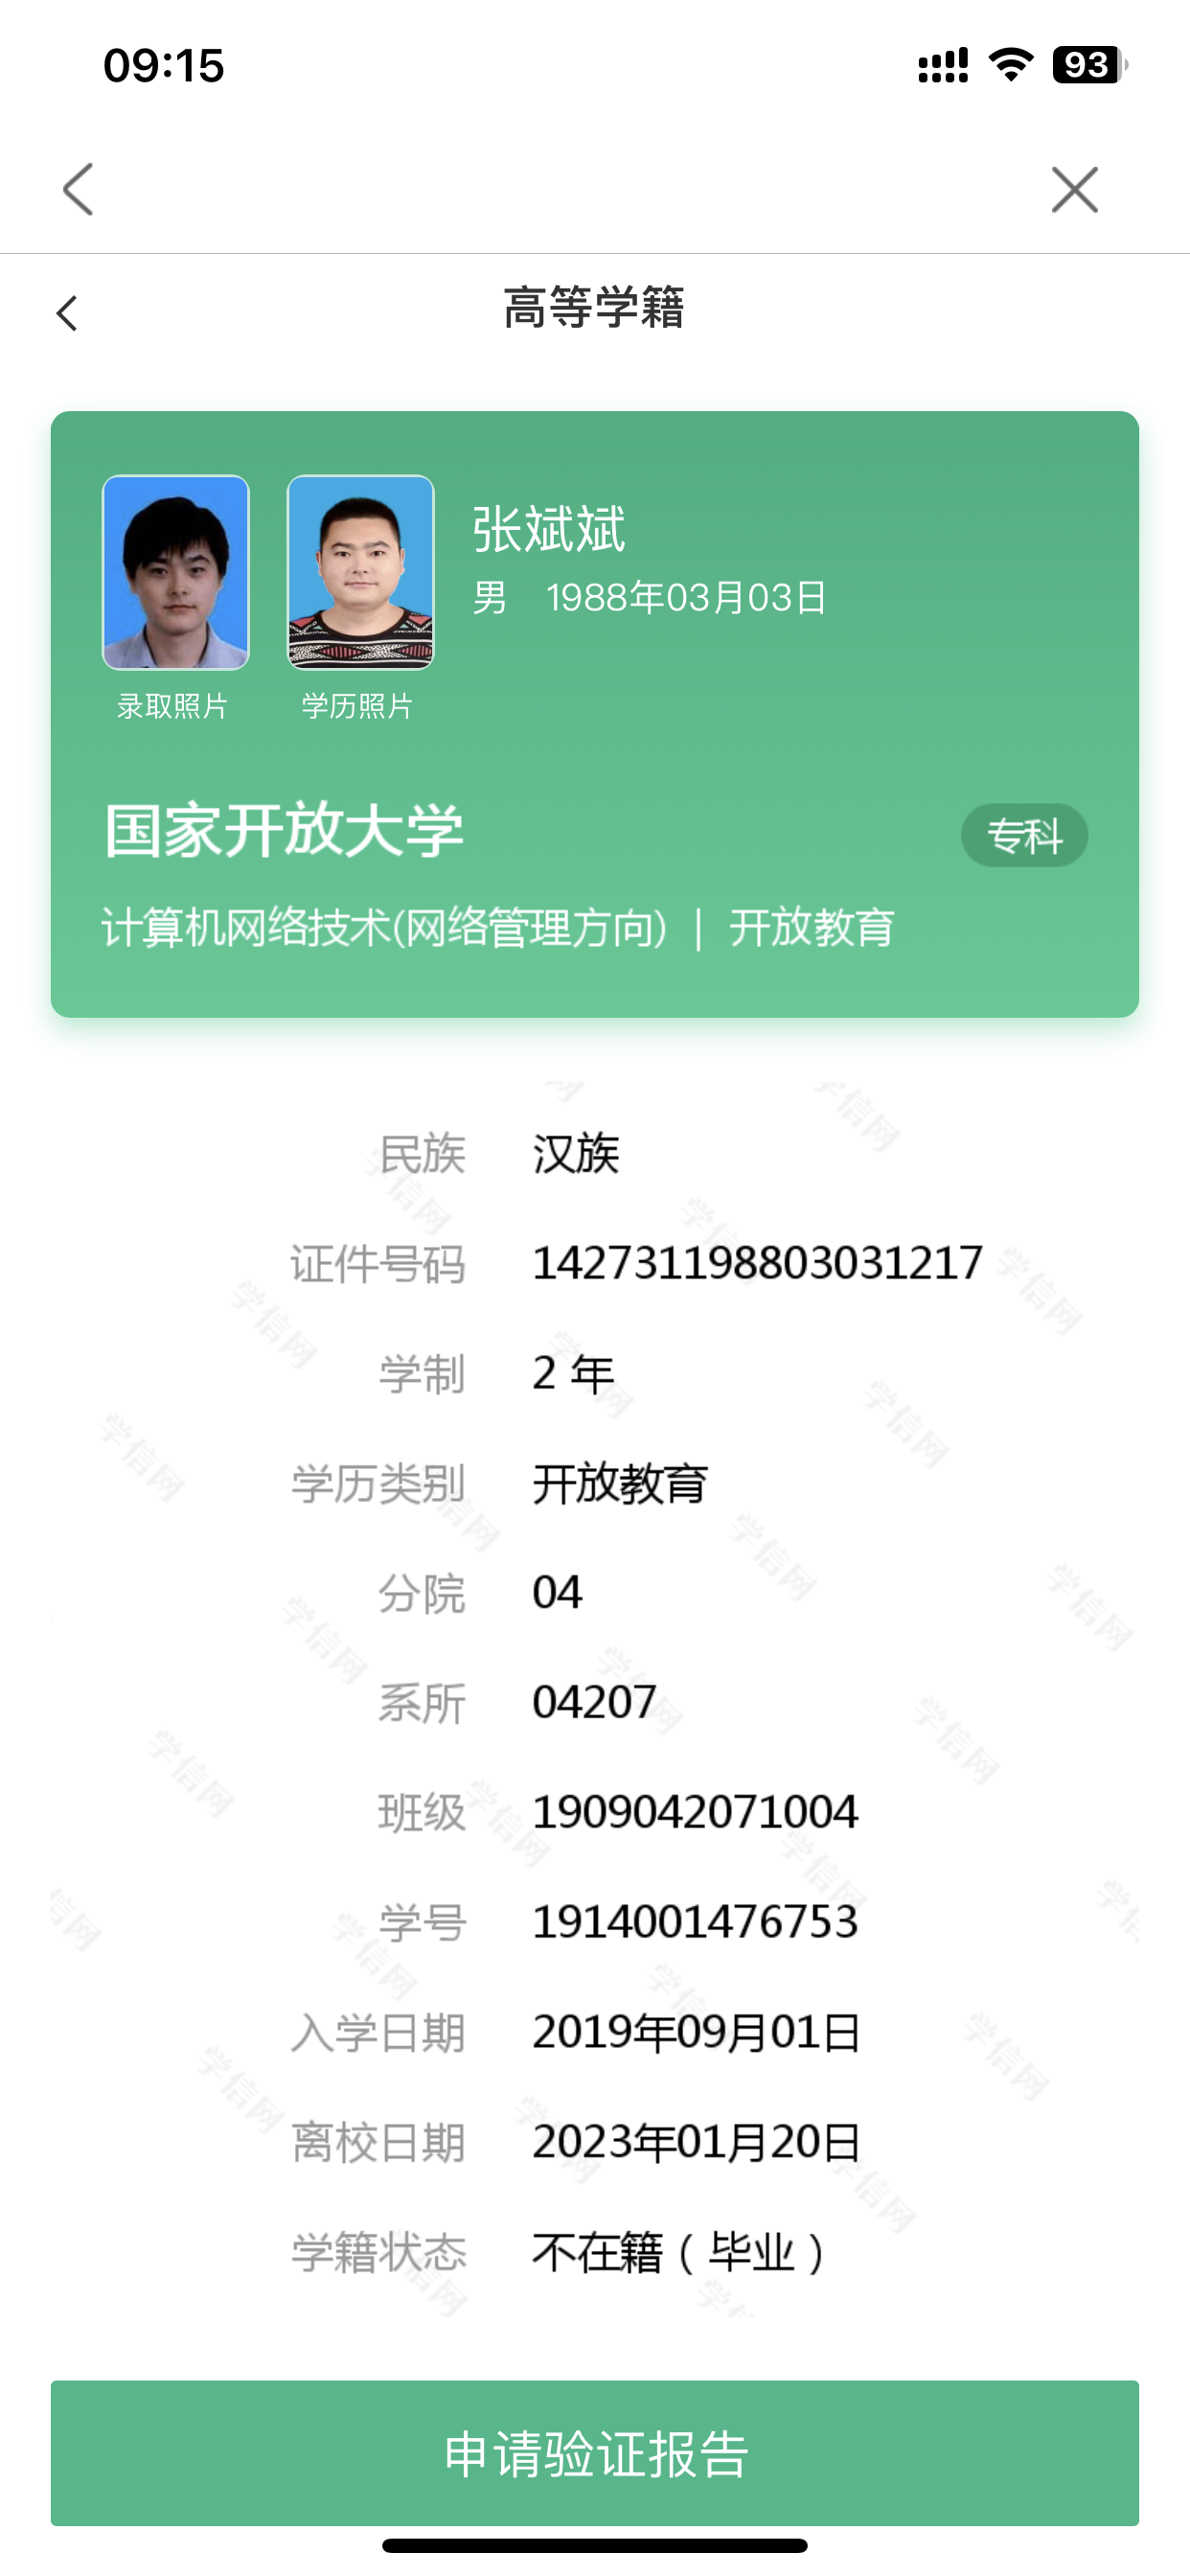 09:15
93
高等学籍
张斌斌
男 1988年03月03日
录取照片 学历照片
国家开放大学
专科
计算机网络技术(网络管理方向) | 开放教育
民族 汉族
证件号码 142731198803031217
学制 2 年
学历类别 开放教育
分院 04
系所 04207
班级 1909042071004
学号 1914001476753
入学日期 2019年09月01日
离校日期 2023年01月20日
学籍状态 不在籍（毕业）
学信网
申请验证报告